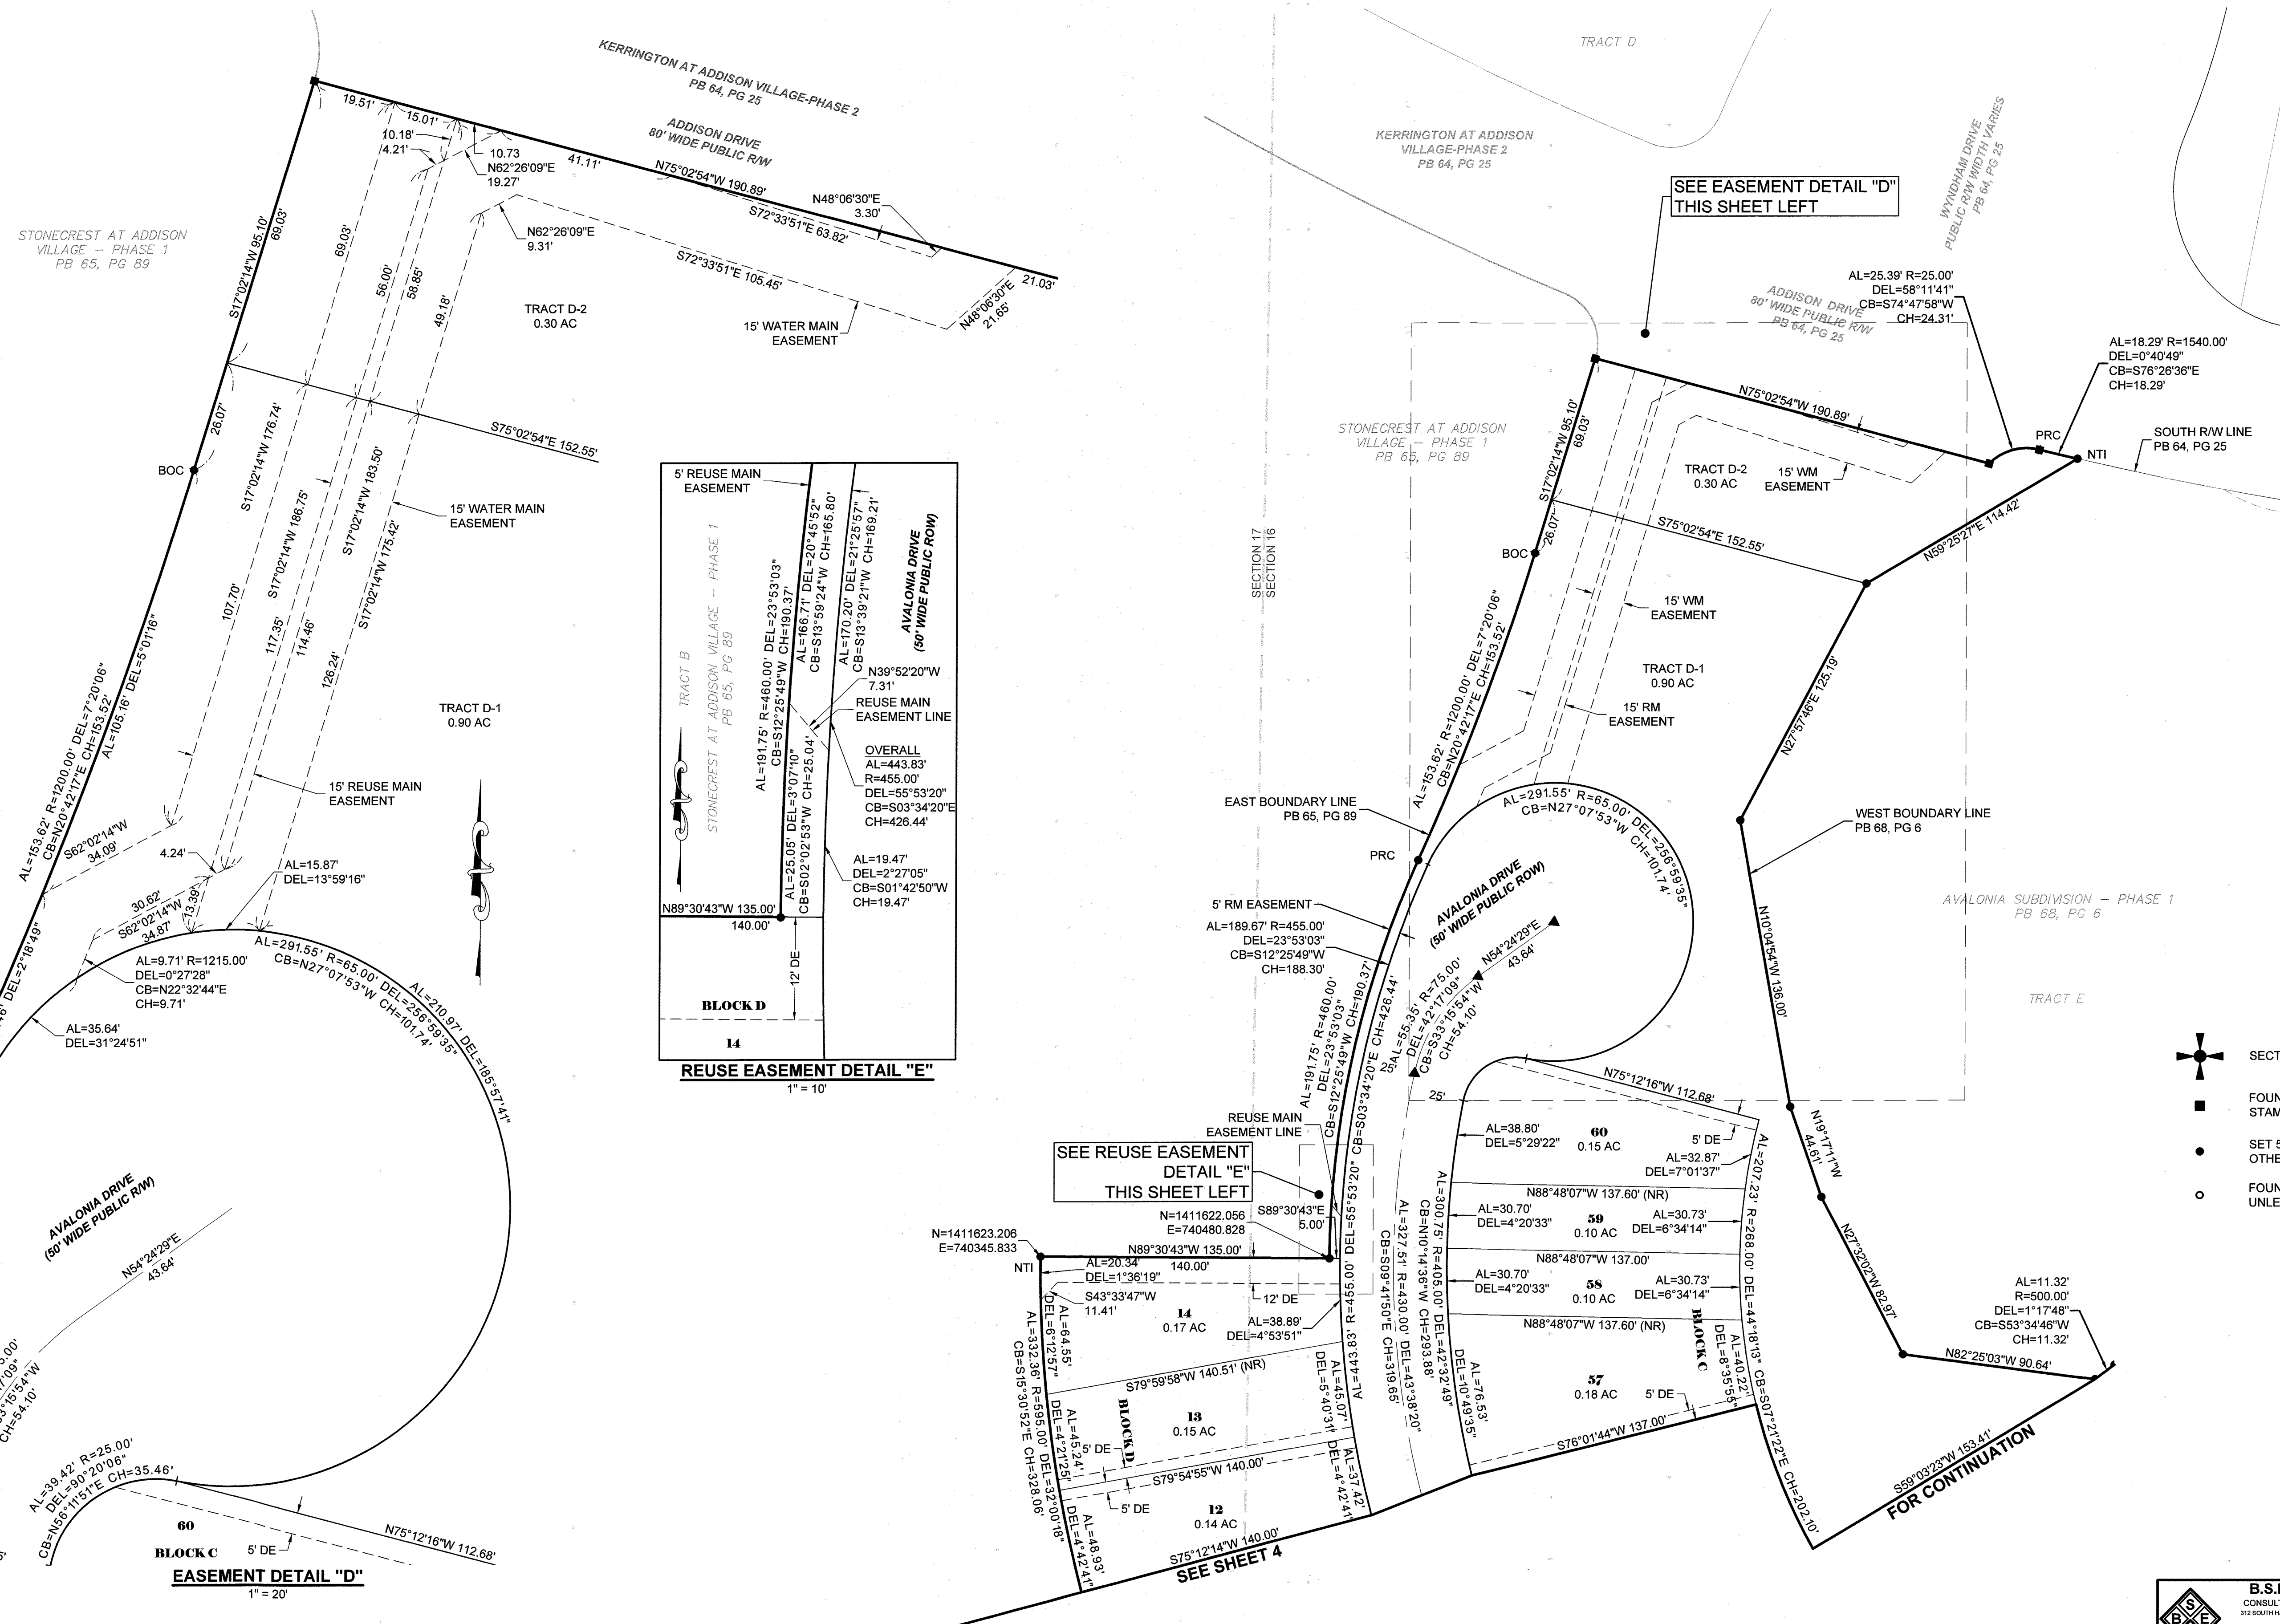 KERRINGTON AT ADDISON VILLAGE-PHASE 2
PB 64, PG 25
ADDISON DRIVE
80' WIDE PUBLIC R/W
19.51'
15.01'
10.18'
4.21'
10.73
N62°26'09"E
19.27'
41.11'
N75°02'54"W 190.89'
S72°33'51"E 63.82'
N48°06'30"E
3.30'
N62°26'09"E
9.31'
S72°33'51"E 105.45'
N48°06'30"E
21.65'
21.03'
STONECREST AT ADDISON
VILLAGE – PHASE 1
PB 65, PG 89
S17°02'14"W 95.10'
69.03'
69.03'
56.00'
58.85'
49.18'
TRACT D-2
0.30 AC
15' WATER MAIN
EASEMENT
26.07'
BOC
S75°02'54"E 152.55'
S17°02'14"W 176.74'
S17°02'14"W 186.75'
S17°02'14"W 183.50'
S17°02'14"W 175.42'
15' WATER MAIN
EASEMENT
107.70'
117.35'
114.46'
126.24'
AL=153.62' R=1200.00' DEL=7°20'06"
CB=N20°42'17"E CH=153.52'
AL=105.16' DEL=5°01'16"
TRACT D-1
0.90 AC
15' REUSE MAIN
EASEMENT
S62°02'14"W
34.09'
4.24'
AL=15.87'
DEL=13°59'16"
30.62'
S62°02'14"W
34.87'
13.39'
DEL=2°18'49"
AL=9.71' R=1215.00'
DEL=0°27'28"
CB=N22°32'44"E
CH=9.71'
AL=35.64'
DEL=31°24'51"
AL=291.55' R=65.00' DEL=256°59'35"
CB=N27°07'53"W CH=101.74'
AL=210.97' DEL=185°57'41"
AVALONIA DRIVE
(50' WIDE PUBLIC R/W)
N54°24'29"E
43.64'
CH=54.10'
AL=39.42' R=25.00'
DEL=90°20'06"
CB=N56°11'51"E CH=35.46'
60
BLOCK C
5' DE
N75°12'16"W 112.68'
EASEMENT DETAIL "D"
1" = 20'
5' REUSE MAIN
EASEMENT
TRACT B
STONECREST AT ADDISON VILLAGE – PHASE 1
PB 65, PG 89
AL=191.75' R=460.00' DEL=23°53'03"
CB=S12°25'49"W CH=190.37'
AL=166.71' DEL=20°45'52"
CB=S13°59'24"W CH=165.80'
AL=170.20' DEL=21°25'57"
CB=S13°39'21"W CH=169.21'
AVALONIA DRIVE
(50' WIDE PUBLIC ROW)
N39°52'20"W
7.31'
REUSE MAIN
EASEMENT LINE
OVERALL
AL=443.83'
R=455.00'
DEL=55°53'20"
CB=S03°34'20"E
CH=426.44'
AL=25.05' DEL=3°07'10"
CB=S02°02'53"W CH=25.04'
AL=19.47'
DEL=2°27'05"
CB=S01°42'50"W
CH=19.47'
N89°30'43"W 135.00'
140.00'
12' DE
BLOCK D
14
REUSE EASEMENT DETAIL "E"
1" = 10'
TRACT D
KERRINGTON AT ADDISON
VILLAGE-PHASE 2
PB 64, PG 25
SEE EASEMENT DETAIL "D"
THIS SHEET LEFT
WYNDHAM DRIVE
PUBLIC R/W WIDTH VARIES
PB 64, PG 25
ADDISON DRIVE
80' WIDE PUBLIC R/W
PB 64, PG 25
AL=25.39' R=25.00'
DEL=58°11'41"
CB=S74°47'58"W
CH=24.31'
AL=18.29' R=1540.00'
DEL=0°40'49"
CB=S76°26'36"E
CH=18.29'
PRC
NTI
SOUTH R/W LINE
PB 64, PG 25
STONECREST AT ADDISON
VILLAGE – PHASE 1
PB 65, PG 89
S17°02'14"W 95.10'
69.03'
N75°02'54"W 190.89'
TRACT D-2
0.30 AC
15' WM
EASEMENT
26.07'
BOC
S75°02'54"E 152.55'
N59°25'27"E 114.42'
SECTION 17
SECTION 16
15' WM
EASEMENT
TRACT D-1
0.90 AC
15' RM
EASEMENT
AL=153.62' R=1200.00' DEL=7°20'06"
CB=N20°42'17"E CH=153.52'
N27°57'46"E 125.19'
EAST BOUNDARY LINE
PB 65, PG 89
PRC
AL=291.55' R=65.00' DEL=256°59'35"
CB=N27°07'53"W CH=101.74'
WEST BOUNDARY LINE
PB 68, PG 6
AVALONIA SUBDIVISION – PHASE 1
PB 68, PG 6
TRACT E
5' RM EASEMENT
AL=189.67' R=455.00'
DEL=23°53'03"
CB=S12°25'49"W
CH=188.30'
AVALONIA DRIVE
(50' WIDE PUBLIC ROW)
N54°24'29"E
43.64'
AL=55.35' R=75.00'
DEL=42°17'09"
CB=S33°15'54"W
CH=54.10'
25'
25'
N10°04'54"W 136.00'
AL=191.75' R=460.00'
DEL=23°53'03"
CB=S12°25'49"W CH=190.37'
REUSE MAIN
EASEMENT LINE
SEE REUSE EASEMENT
DETAIL "E"
THIS SHEET LEFT
N=1411622.056
E=740480.828
S89°30'43"E
5.00'
N=1411623.206
E=740345.833
NTI
N89°30'43"W 135.00'
140.00'
AL=20.34'
DEL=1°36'19"
S43°33'47"W
11.41'
12' DE
14
0.17 AC
AL=38.89'
DEL=4°53'51"
AL=64.55'
DEL=6°12'57"
AL=332.36' R=595.00' DEL=32°00'18"
CB=S15°30'52"E CH=328.06'
S79°59'58"W 140.51' (NR)
AL=45.07'
DEL=5°40'31"
13
0.15 AC
BLOCK D
AL=45.24'
DEL=4°21'25"
5' DE
S79°54'55"W 140.00'
5' DE
12
0.14 AC
AL=37.42'
DEL=4°42'41"
AL=48.93'
DEL=4°42'41"
S75°12'14"W 140.00'
SEE SHEET 4
AL=443.83' R=455.00' DEL=55°53'20" CB=S03°34'20"E CH=426.44'
AL=327.51' R=430.00' DEL=43°38'20"
CB=S09°41'50"E CH=319.65'
AL=300.75' R=405.00' DEL=42°32'49"
CB=N10°14'36"W CH=293.88'
N75°12'16"W 112.68'
AL=38.80'
DEL=5°29'22"
60
0.15 AC
5' DE
AL=32.87'
DEL=7°01'37"
N88°48'07"W 137.60' (NR)
AL=30.70'
DEL=4°20'33"
59
0.10 AC
AL=30.73'
DEL=6°34'14"
N88°48'07"W 137.00'
AL=30.70'
DEL=4°20'33"
58
0.10 AC
AL=30.73'
DEL=6°34'14"
N88°48'07"W 137.60' (NR)
BLOCK C
57
0.18 AC
5' DE
AL=76.53'
DEL=10°49'35"
AL=40.22'
DEL=8°35'55"
S76°01'44"W 137.00'
AL=207.23' R=268.00' DEL=44°18'13" CB=S07°21'22"E CH=202.10'
N19°17'11"W
44.61'
N27°32'02"W 82.97'
N82°25'03"W 90.64'
AL=11.32'
R=500.00'
DEL=1°17'48"
CB=S53°34'46"W
CH=11.32'
S59°03'23"W 153.41'
FOR CONTINUATION
SECT
FOUN
STAM
SET 5
OTHE
FOUN
UNLE
B.S.
CONSULT
312 SOUTH H
S
B E